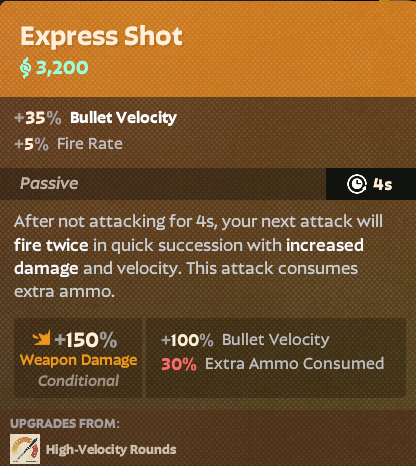 Express Shot
3,200
+35% Bullet Velocity
+5% Fire Rate
Passive
4s
After not attacking for 4s, your next attack will
fire twice in quick succession with increased
damage and velocity. This attack consumes
extra ammo.
+150%
Weapon Damage
Conditional
+100% Bullet Velocity
30% Extra Ammo Consumed
UPGRADES FROM:
High-Velocity Rounds